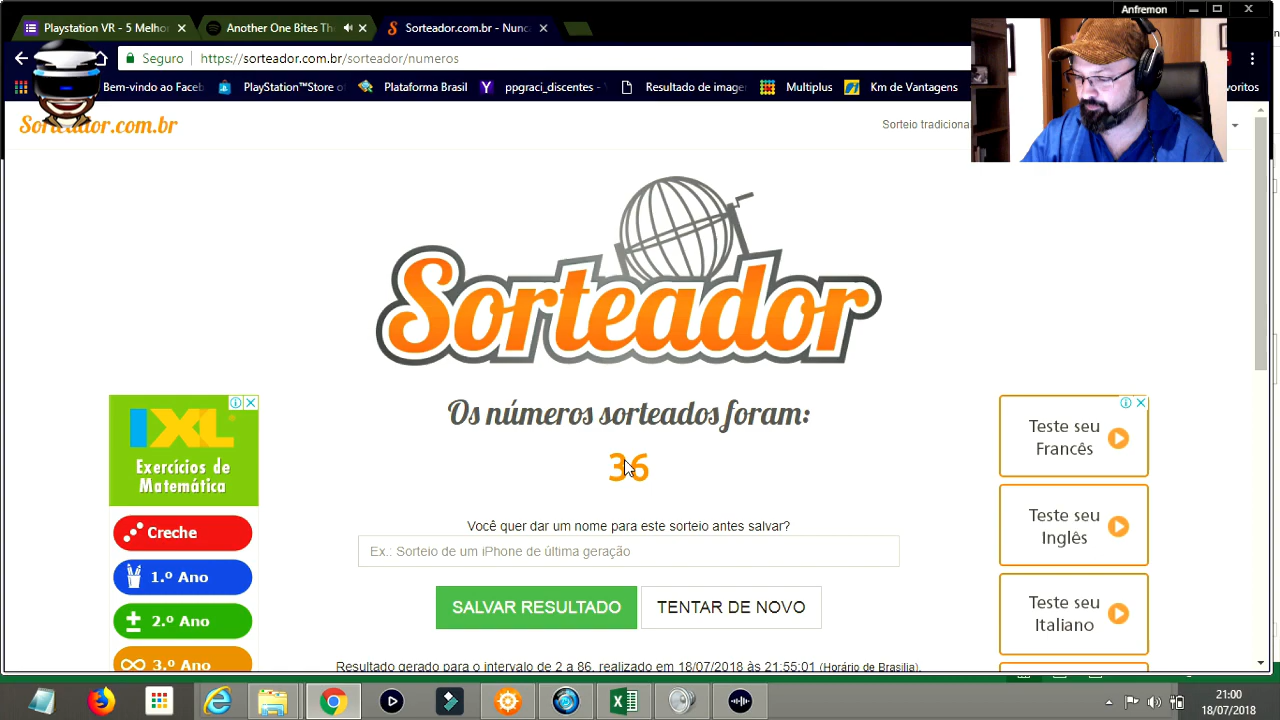 Anfremon
Playstation VR - 5 Melho
Another One Bites Th
Sorteador.com.br - Nunc
Seguro
https://sorteador.com.br/sorteador/numeros
Bem-vindo ao Faceb
PlayStation™Store o
Plataforma Brasil
ppgraci_discentes -
Resultado de image
Multiplus
Km de Vantagens
oritos
Sorteador.com.br
Sorteio tradicional
Sorteador
Os números sorteados foram:
36
Você quer dar um nome para este sorteio antes salvar?
Ex.: Sorteio de um iPhone de última geração
SALVAR RESULTADO
TENTAR DE NOVO
Resultado gerado para o intervalo de 2 a 86, realizado em 18/07/2018 às 21:55:01 (Horário de Brasília).
IXL
Exercícios de
Matemática
Creche
1.º Ano
2.º Ano
3.º Ano
Teste seu
Francês
Teste seu
Inglês
Teste seu
Italiano
21:00
18/07/2018